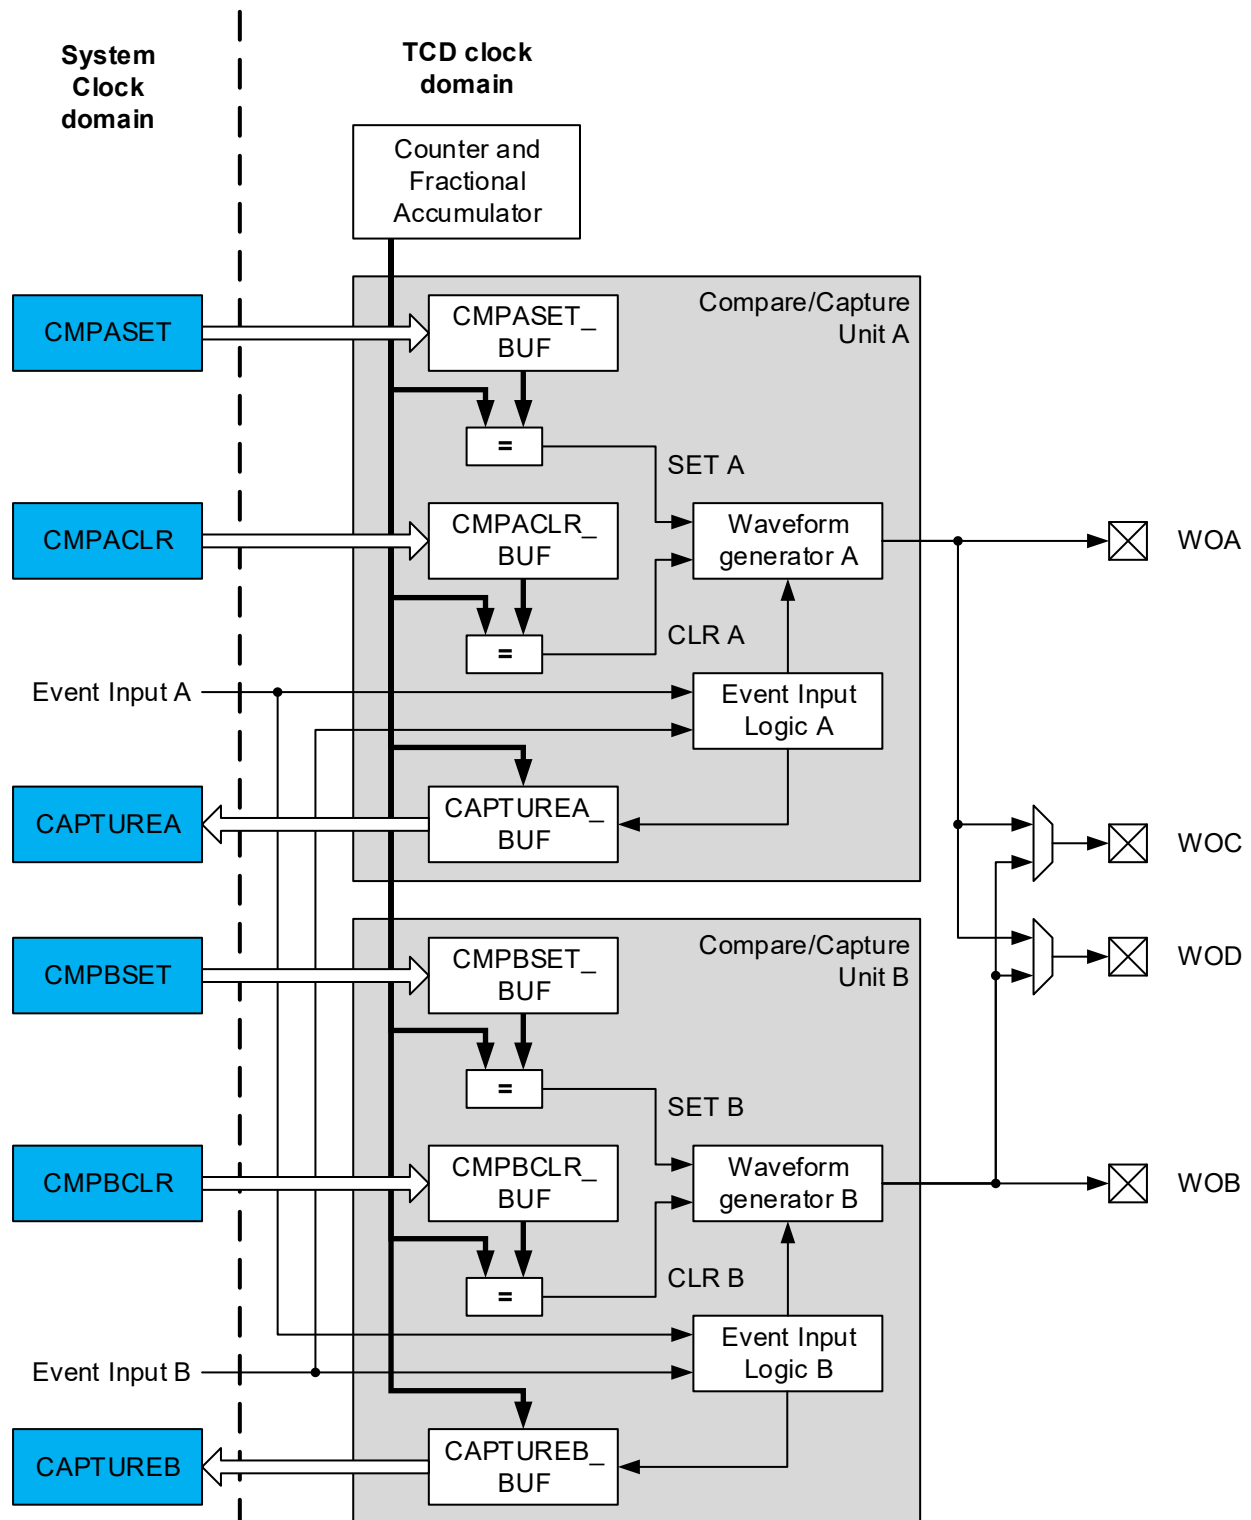 System
Clock
domain
TCD clock
domain
Counter and
Fractional
Accumulator
Compare/Capture
Unit A
CMPASET
CMPASET_
BUF
=
SET A
CMPACLR
CMPACLR_
BUF
Waveform
generator A
WOA
=
CLR A
Event Input A
Event Input
Logic A
CAPTUREA
CAPTUREA_
BUF
WOC
Compare/Capture
Unit B
CMPBSET
CMPBSET_
BUF
WOD
=
SET B
CMPBCLR
CMPBCLR_
BUF
Waveform
generator B
WOB
=
CLR B
Event Input B
Event Input
Logic B
CAPTUREB
CAPTUREB_
BUF